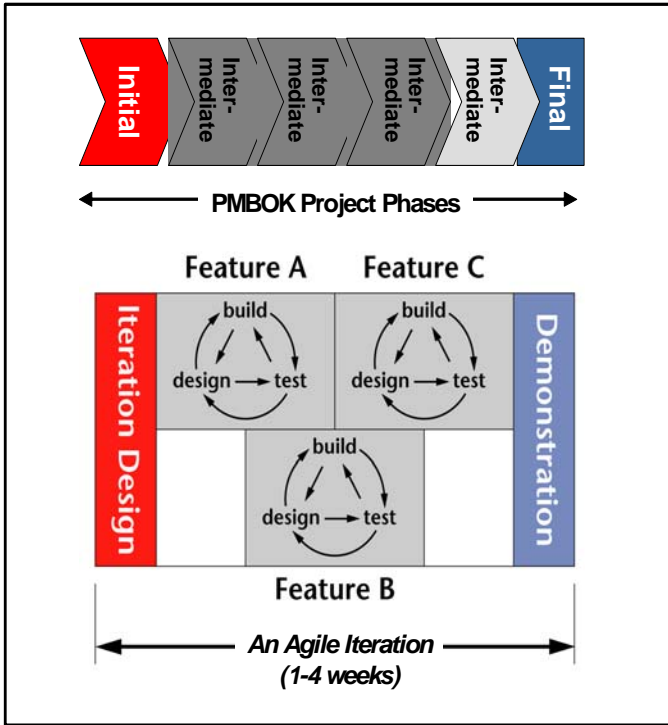 Initial
Inter-
mediate
Inter-
mediate
Inter-
mediate
Inter-
mediate
Final
PMBOK Project Phases
Feature A
Feature C
Iteration Design
build
design
test
build
design
test
Demonstration
build
design
test
Feature B
An Agile Iteration
(1-4 weeks)